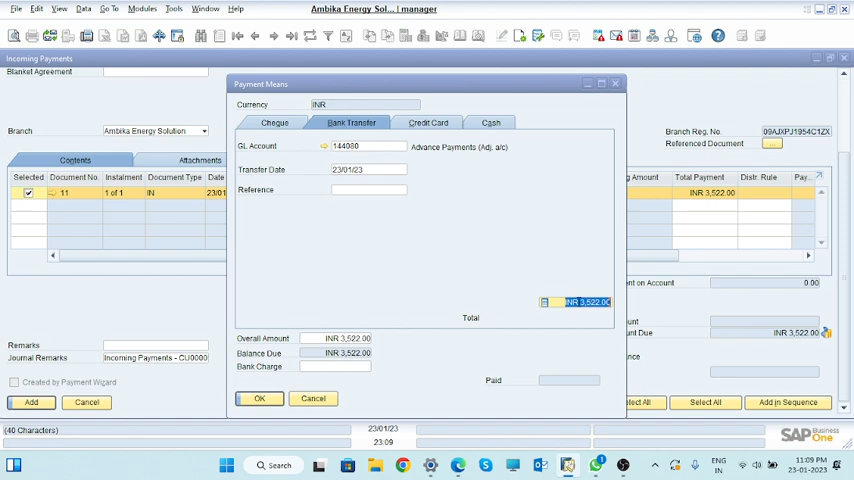 File Edit View Data Go To Modules Tools Window Help Ambika Energy Sol... l manager
Incoming Payments
Blanket Agreement
Payment Means
Currency INR
Branch Ambika Energy Solution
Branch Reg. No. 09AJXPJ1954C1ZX
Referenced Document ...
Cheque Bank Transfer Credit Card Cash
GL Account 144080 Advance Payments (Adj. a/c)
Contents Attachments
Transfer Date 23/01/23
Selected Document No. Instalment Document Type Date
Reference
g Amount Total Payment Distr. Rule Pay...
11 1 of 1 IN 23/01 INR 3,522.00
nt on Account 0.00
INR 3,522.00
Total
Overall Amount INR 3,522.00
Remarks
Balance Due INR 3,522.00
Amount Due INR 3,522.00
Journal Remarks Incoming Payments - CU0000
Bank Charge
Created by Payment Wizard
Paid
OK Cancel
Add Cancel
Select All Add in Sequence
(40 Characters) 23/01/23
23:09
SAP Business One
Search
1
ENG
IN
11:09 PM
23-01-2023